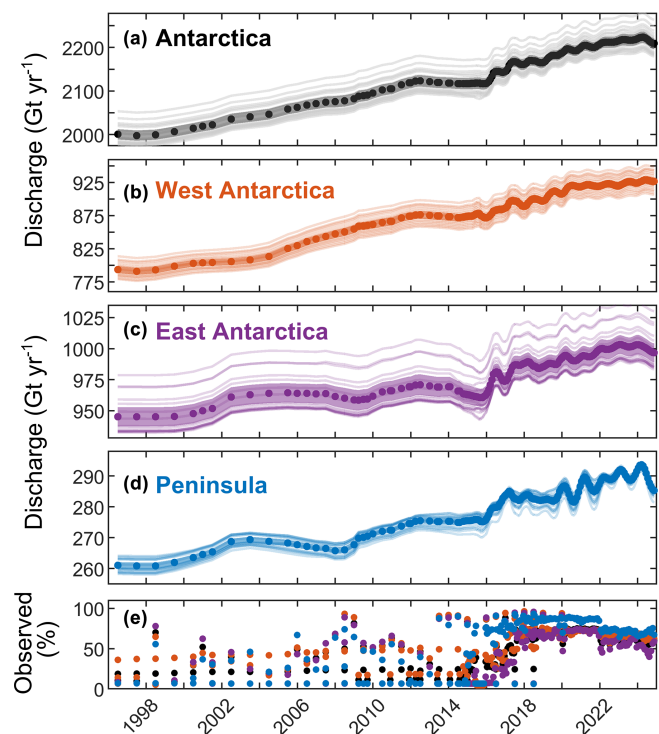 (a) Antarctica
2200
2100
2000
Discharge (Gt yr⁻¹)
(b) West Antarctica
925
875
825
775
(c) East Antarctica
1025
1000
975
950
Discharge (Gt yr⁻¹)
(d) Peninsula
290
280
270
260
(e)
100
50
0
Observed
(%)
1998 2002 2006 2010 2014 2018 2022